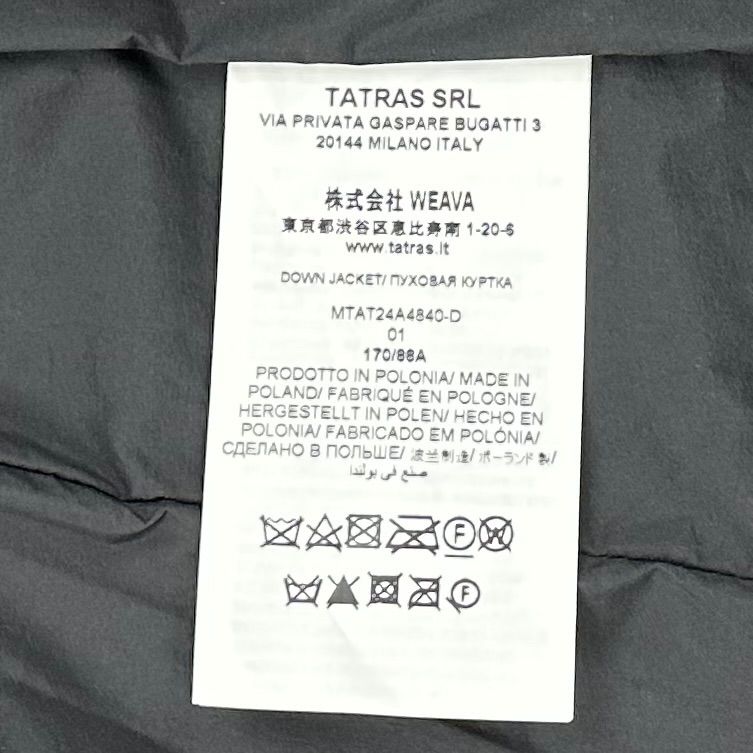 TATRAS SRL
VIA PRIVATA GASPARE BUGATTI 3
20144 MILANO ITALY
株式会社 WEAVA
東京都渋谷区恵比寿南 1-20-6
www.tatras.it
DOWN JACKET/ ПУХОВАЯ КУРТКА
MTAT24A4840-D
01
170/88A
PRODOTTO IN POLONIA/ MADE IN
POLAND/ FABRIQUÉ EN POLOGNE/
HERGESTELLT IN POLEN/ HECHO EN
POLONIA/ FABRICADO EM POLÓNIA/
СДЕЛАНО В ПОЛЬШЕ/ 波兰制造/ ポーランド製/
صنع في بولندا
F W
F